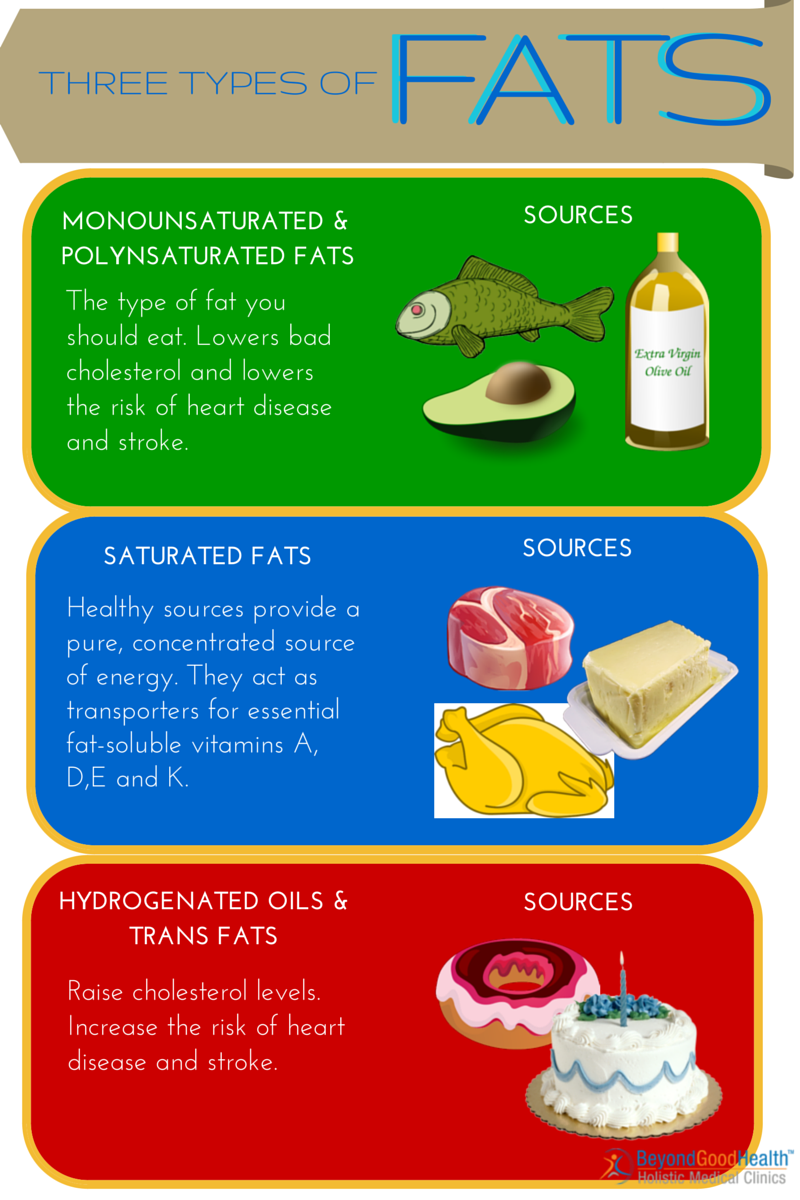 THREE TYPES OF FATS
MONOUNSATURATED &
POLYNSATURATED FATS
The type of fat you
should eat. Lowers bad
cholesterol and lowers
the risk of heart disease
and stroke.
SOURCES
Extra Virgin
Olive Oil
SATURATED FATS
Healthy sources provide a
pure, concentrated source
of energy. They act as
transporters for essential
fat-soluble vitamins A,
D,E and K.
SOURCES
HYDROGENATED OILS &
TRANS FATS
Raise cholesterol levels.
Increase the risk of heart
disease and stroke.
SOURCES
BeyondGoodHealth™
Holistic Medical Clinics